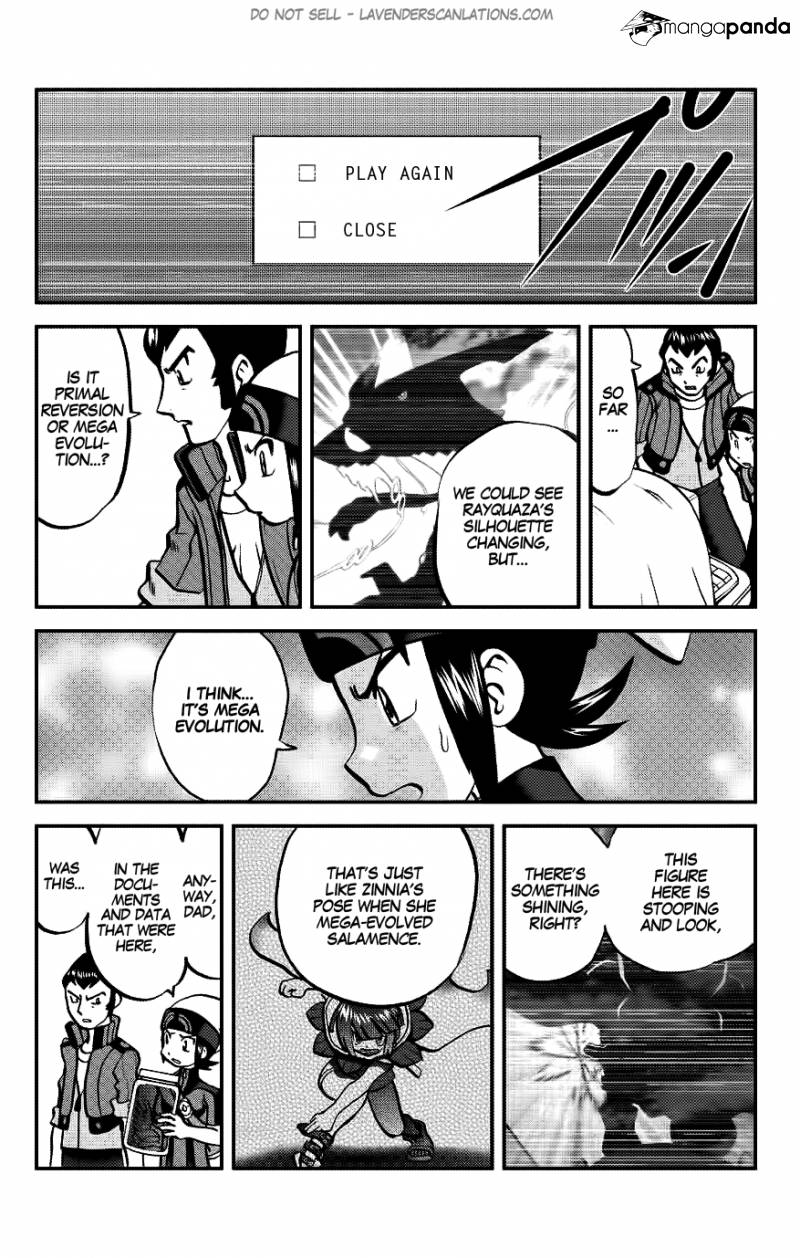 DO NOT SELL - LAVENDERSCANLATIONS.COM
mangapanda
PLAY AGAIN
CLOSE
SO
FAR
...
WE COULD SEE
RAYQUAZA'S
SILHOUETTE
CHANGING,
BUT...
IS IT
PRIMAL
REVERSION
OR MEGA
EVOLU-
TION...?
I THINK...
IT'S MEGA
EVOLUTION.
THIS
FIGURE
HERE IS
STOOPING
AND LOOK,
THERE'S
SOMETHING
SHINING,
RIGHT?
THAT'S JUST
LIKE ZINNIA'S
POSE WHEN SHE
MEGA-EVOLVED
SALAMENCE.
ANY-
WAY,
DAD,
IN THE
DOCU-
MENTS
AND DATA
THAT WERE
HERE,
WAS
THIS...